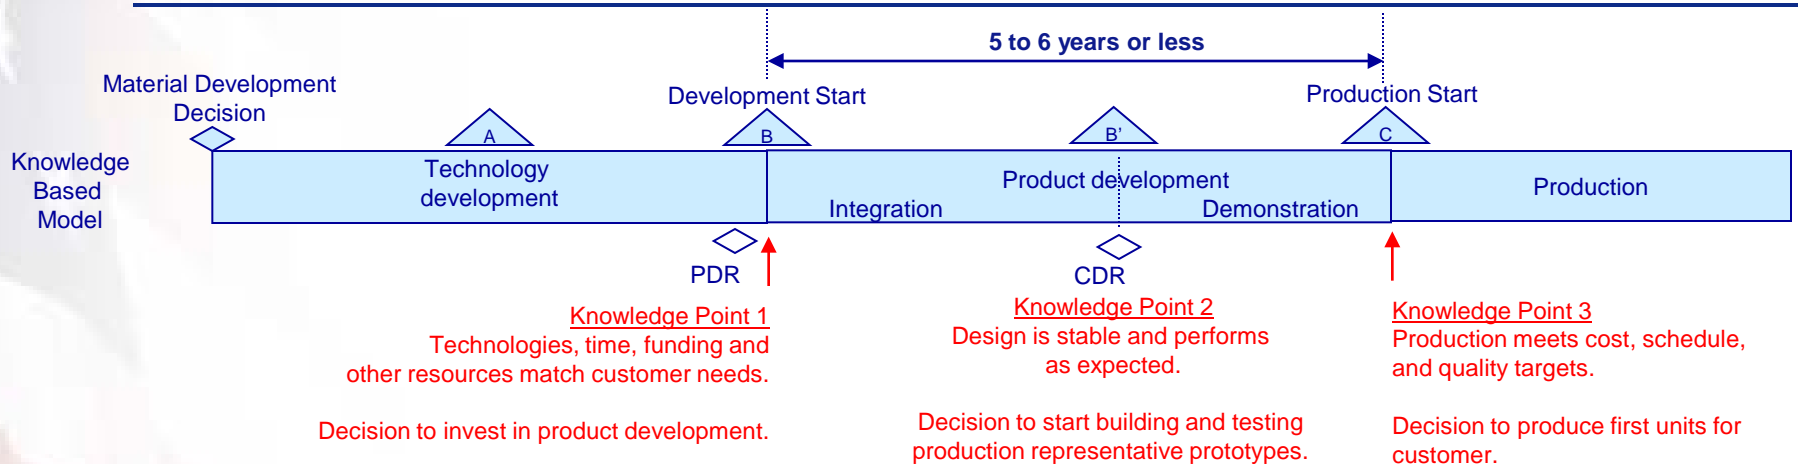 5 to 6 years or less
Material Development
Decision
Development Start
Production Start
A
B
B'
C
Knowledge
Based
Model
Technology
development
Product development
Integration
Demonstration
Production
PDR
CDR
Knowledge Point 1
Technologies, time, funding and
other resources match customer needs.
Decision to invest in product development.
Knowledge Point 2
Design is stable and performs
as expected.
Decision to start building and testing
production representative prototypes.
Knowledge Point 3
Production meets cost, schedule,
and quality targets.
Decision to produce first units for
customer.